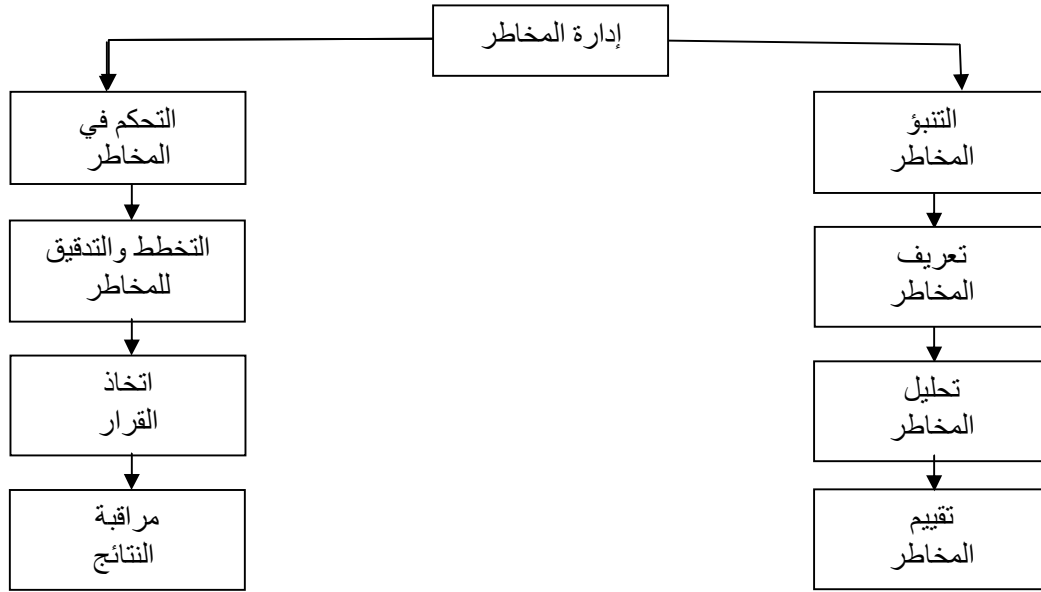 إدارة المخاطر
التنبؤ
المخاطر
تعريف
المخاطر
تحليل
المخاطر
تقييم
المخاطر
التحكم في
المخاطر
التخطط والتدقيق
للمخاطر
اتخاذ
القرار
مراقبة
النتائج